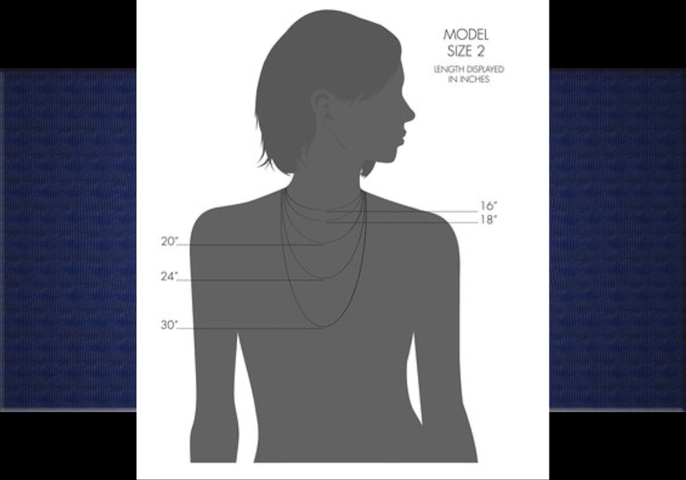 MODEL
SIZE 2
LENGTH DISPLAYED
IN INCHES
16"
18"
20"
24"
30"